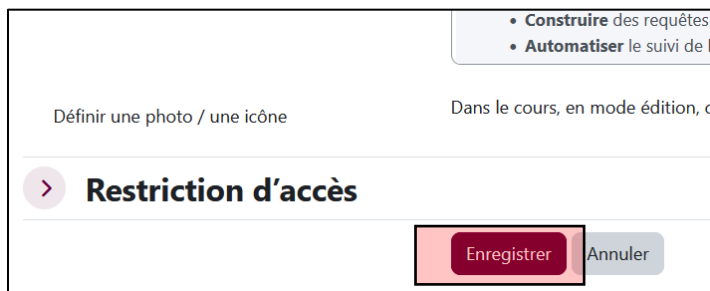 • Construire des requêtes
• Automatiser le suivi de
Définir une photo / une icône
Dans le cours, en mode édition,
Restriction d’accès
Enregistrer
Annuler